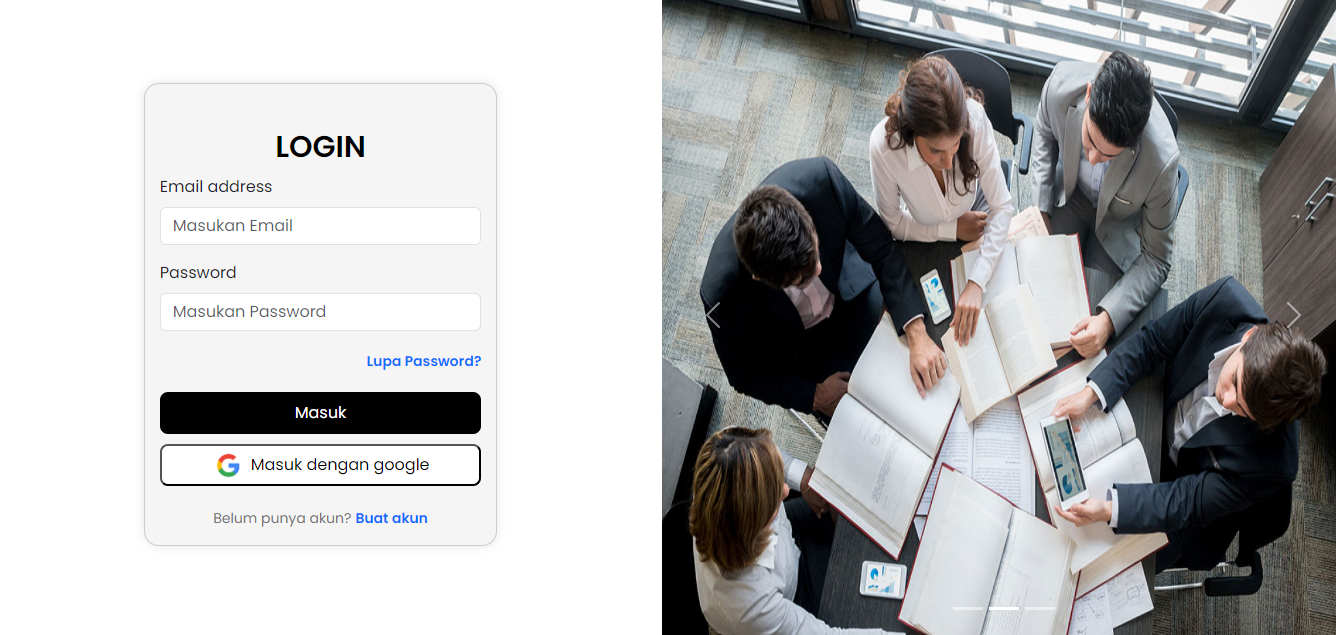 LOGIN
Email address
Masukan Email
Password
Masukan Password
Lupa Password?
Masuk
Masuk dengan google
Belum punya akun? Buat akun